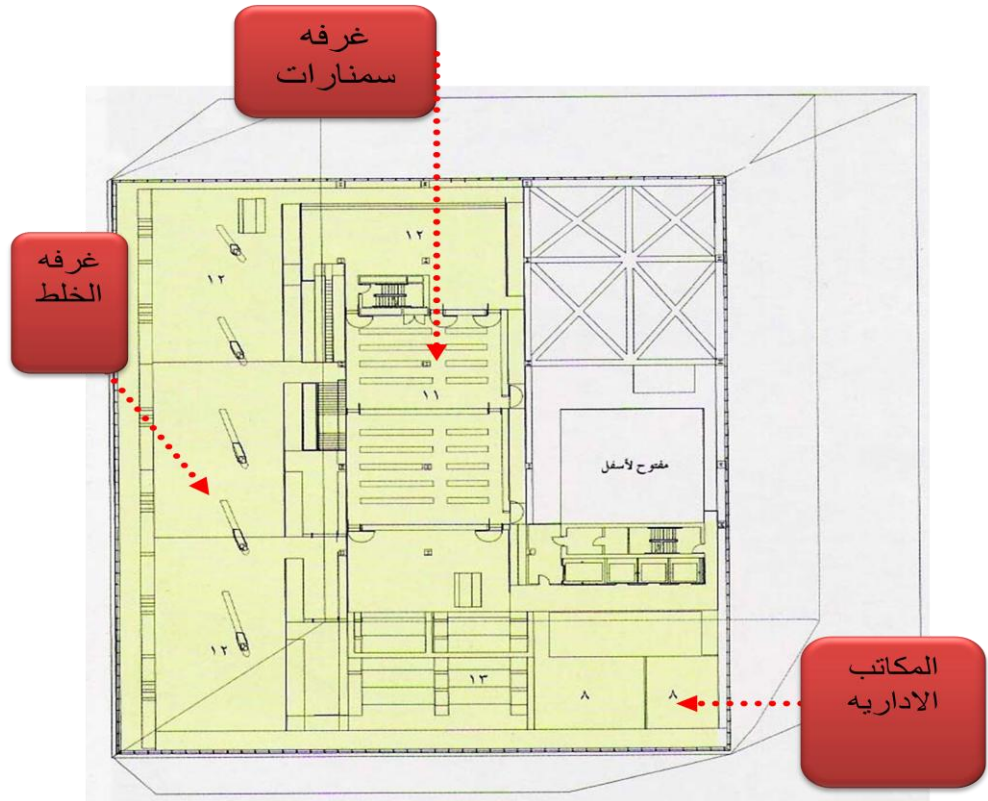 غرفه
سمنارات
غرفه
الخلط
١٢
١٢
١١
مفتوح لأسفل
١٢
١٣
٨
٨
المكاتب
الاداريه